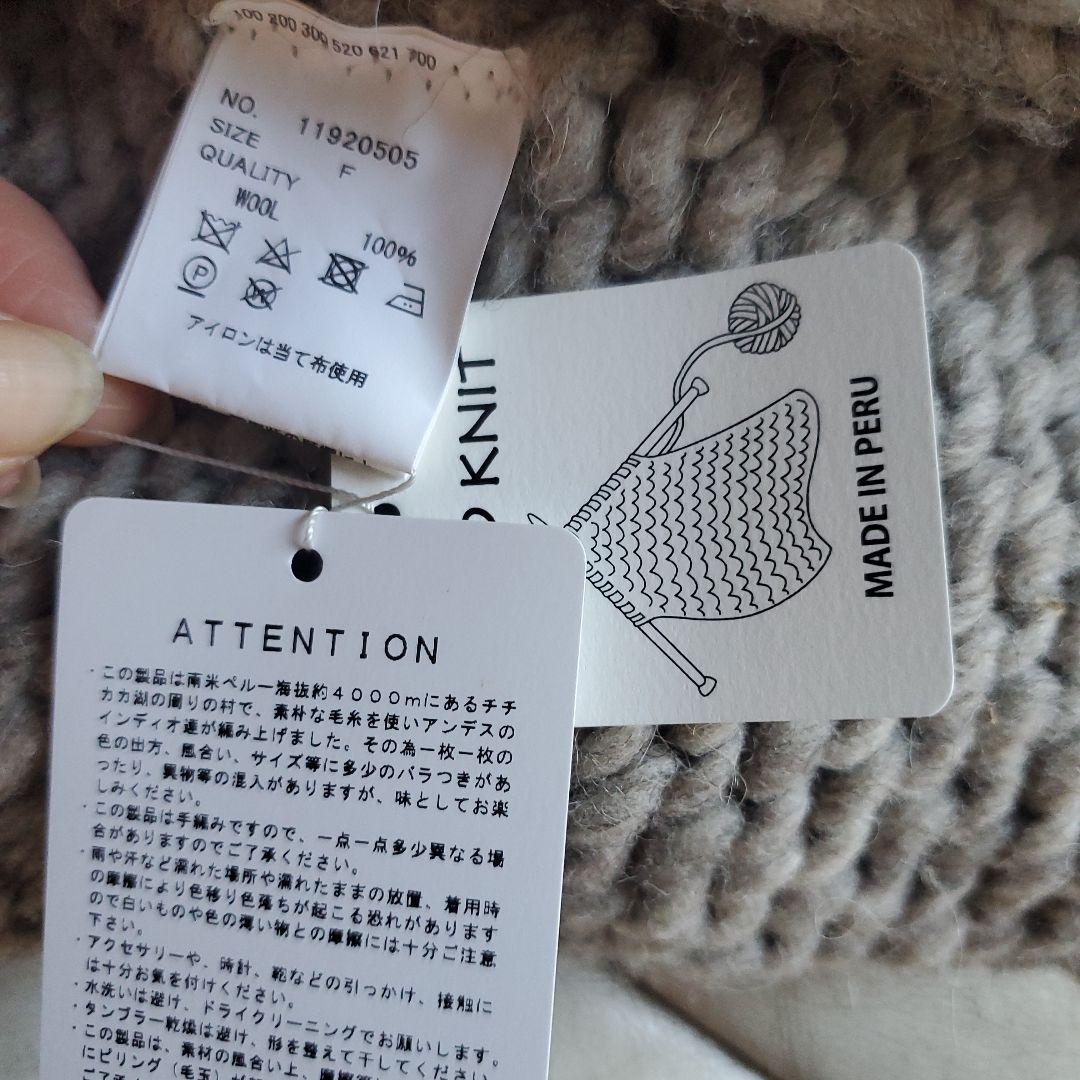 100 200 300 520 621 700
NO. 11920505
SIZE F
QUALITY
WOOL 100%
P
W
アイロンは当て布使用
KNIT
MADE IN PERU
ATTENTION
・この製品は南米ペルー海抜約4000mにあるチチ
カカ湖の周りの村で、素朴な毛糸を使いアンデスの
インディオ達が編み上げました。その為一枚一枚の
色の出方、風合い、サイズ等に多少のバラつきがあ
ったり、異物等の混入がありますが、味としてお楽
しみください。
・この製品は手編みですので、一点一点多少異なる場
合がありますのでご了承ください。
・雨や汗など濡れた場所や濡れたままの放置、着用時
の摩擦により色移り色落ちが起こる恐れがあります
ので白いものや色の薄い物との摩擦には十分ご注意
下さい。
・アクセサリーや、時計、鞄などの引っかけ、接触に
は十分お気を付けください。
・水洗いは避け、ドライクリーニングでお願いします。
・タンブラー乾燥は避け、形を整えて干してください。
・この製品は、素材の風合い上、摩擦
にピリング（毛玉）が